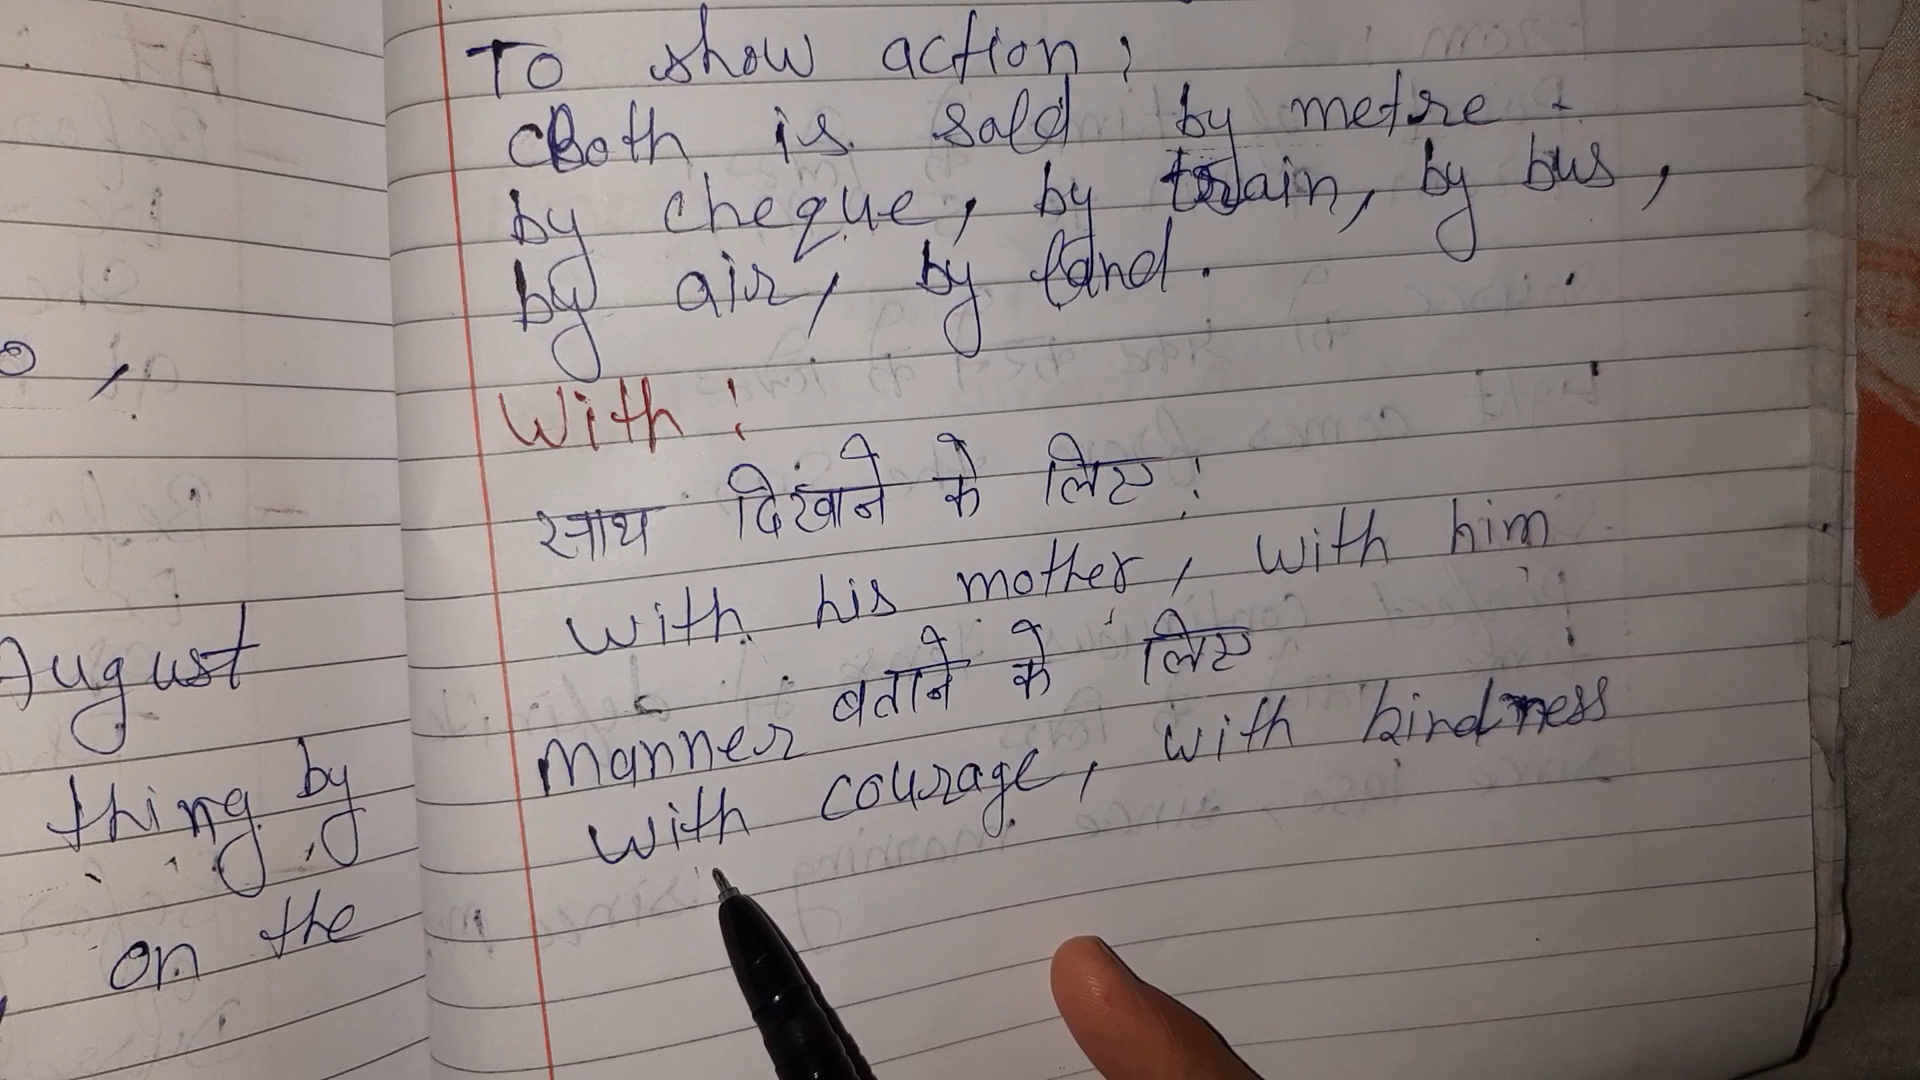 August
thing by
on the
To show action:
Cloth is sold by metre.
by cheque, by train, by bus,
by air, by land.
With:
साथ दिखाने के लिए:
with his mother, with him
manner बताने के लिए
with courage, with kindness